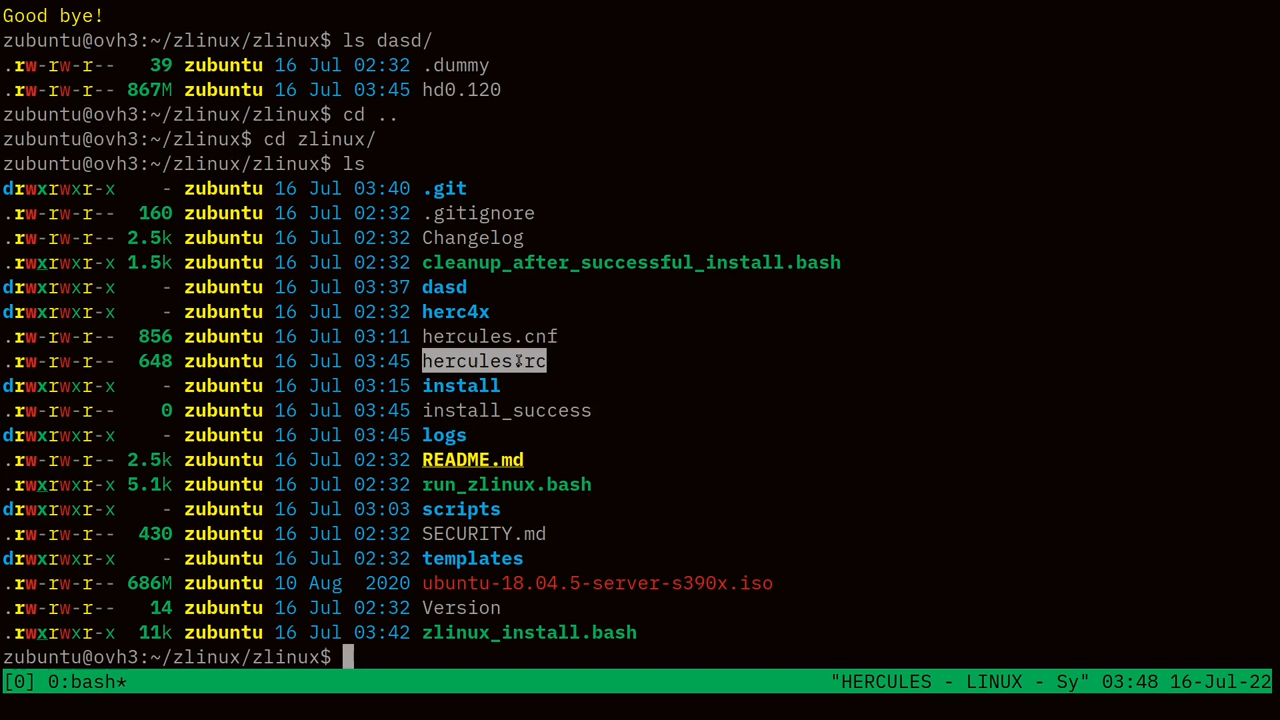 Good bye!
zubuntu@ovh3:~/zlinux/zlinux$ ls dasd/
.rw-rw-r-- 39 zubuntu 16 Jul 02:32 .dummy
.rw-rw-r-- 867M zubuntu 16 Jul 03:45 hd0.120
zubuntu@ovh3:~/zlinux/zlinux$ cd ..
zubuntu@ovh3:~/zlinux$ cd zlinux/
zubuntu@ovh3:~/zlinux/zlinux$ ls
drwxrwxr-x - zubuntu 16 Jul 03:40 .git
.rw-rw-r-- 160 zubuntu 16 Jul 02:32 .gitignore
.rw-rw-r-- 2.5k zubuntu 16 Jul 02:32 Changelog
.rwxrwxr-x 1.5k zubuntu 16 Jul 02:32 cleanup_after_successful_install.bash
drwxrwxr-x - zubuntu 16 Jul 03:37 dasd
drwxrwxr-x - zubuntu 16 Jul 02:32 herc4x
.rw-rw-r-- 856 zubuntu 16 Jul 03:11 hercules.cnf
.rw-rw-r-- 648 zubuntu 16 Jul 03:45 hercules.rc
drwxrwxr-x - zubuntu 16 Jul 03:15 install
.rw-rw-r-- 0 zubuntu 16 Jul 03:45 install_success
drwxrwxr-x - zubuntu 16 Jul 03:45 logs
.rw-rw-r-- 2.5k zubuntu 16 Jul 02:32 README.md
.rwxrwxr-x 5.1k zubuntu 16 Jul 02:32 run_zlinux.bash
drwxrwxr-x - zubuntu 16 Jul 03:03 scripts
.rw-rw-r-- 430 zubuntu 16 Jul 02:32 SECURITY.md
drwxrwxr-x - zubuntu 16 Jul 02:32 templates
.rw-rw-r-- 686M zubuntu 10 Aug 2020 ubuntu-18.04.5-server-s390x.iso
.rw-rw-r-- 14 zubuntu 16 Jul 02:32 Version
.rwxrwxr-x 11k zubuntu 16 Jul 03:42 zlinux_install.bash
zubuntu@ovh3:~/zlinux/zlinux$
[0] 0:bash* "HERCULES - LINUX - Sy" 03:48 16-Jul-22